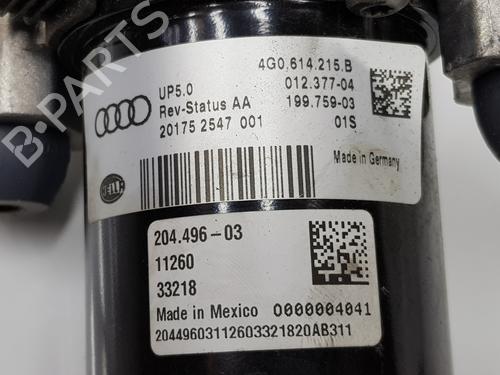 4G0.614.215.B
UP5.0 012.377-04
Rev-Status AA 199.759-03
20175 2547 001 01S
Made in Germany
HELLA
204.496-03
11260
33218
Made in Mexico 0000004041
20449603112603321820AB311
B-PARTS